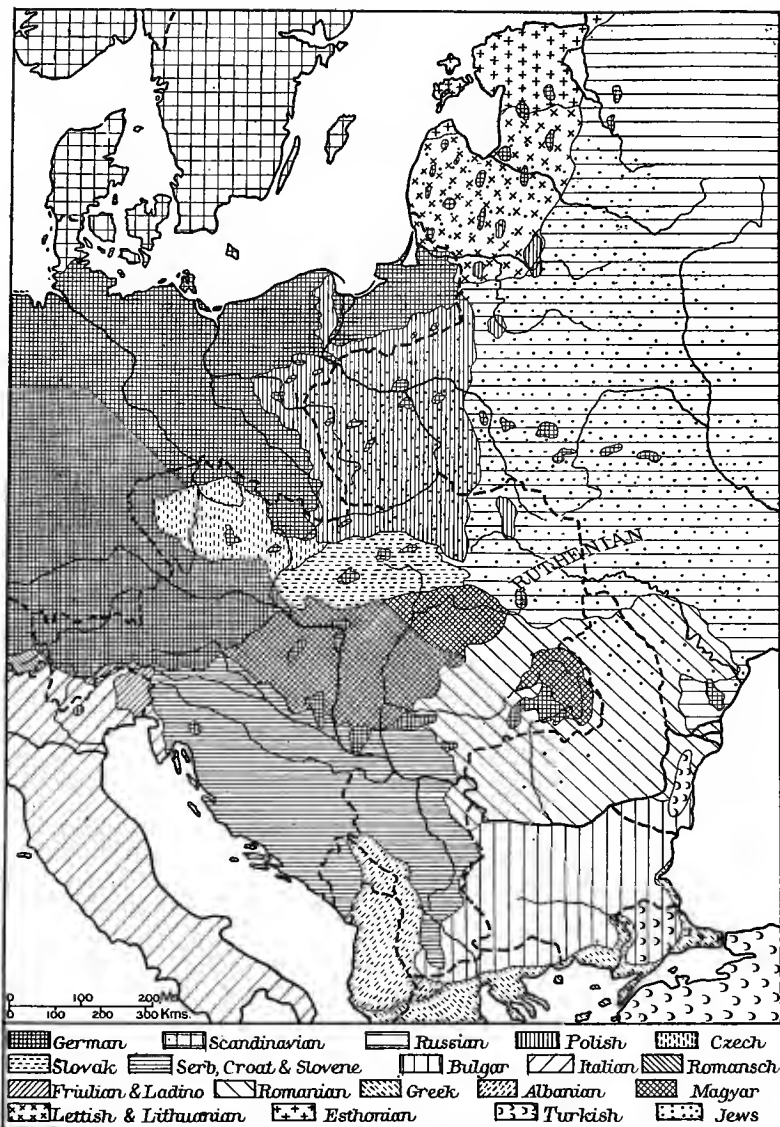 RUTHENIAN
0 100 200 Mls.
0 100 200 300 Kms.
German Scandinavian Russian Polish Czech
Slovak Serb, Croat & Slovene Bulgar Italian Romansch
Friulian & Ladino Romanian Greek Albanian Magyar
Lettish & Lithuanian Esthonian Turkish Jews